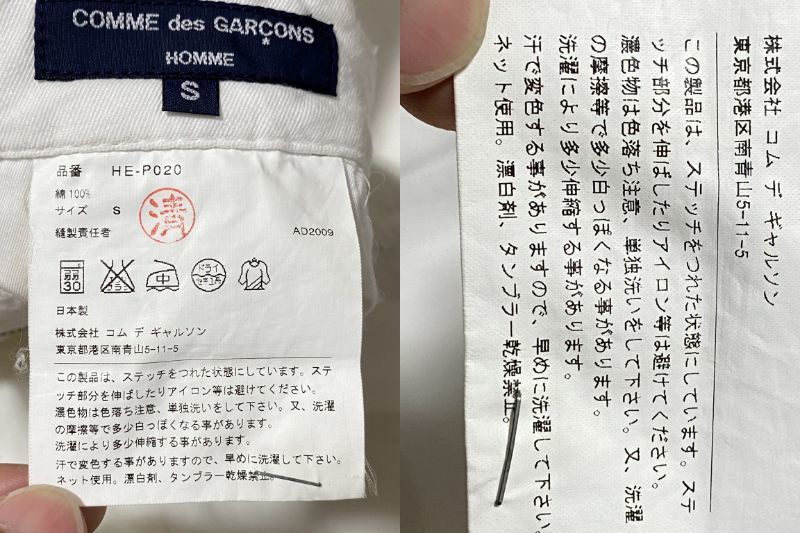 COMME des GARÇONS
HOMME
S
品番 HE-P020
綿 100%
サイズ S
済
縫製責任者
AD2009
弱
30
中
ドライ
日本製
株式会社 コム デ ギャルソン
東京都港区南青山5-11-5
この製品は、ステッチをつれた状態にしています。ステ
ッチ部分を伸ばしたりアイロン等は避けてください。
濃色物は色落ち注意、単独洗いをして下さい。又、洗濯
の摩擦等で多少白っぽくなる事があります。
洗濯により多少伸縮する事があります。
汗で変色する事がありますので、早めに洗濯して下さい。
ネット使用。漂白剤、タンブラー乾燥禁止。
株式会社 コム デ ギャルソン
東京都港区南青山5-11-5
この製品は、ステッチをつれた状態にしています。ステ
ッチ部分を伸ばしたりアイロン等は避けてください。
濃色物は色落ち注意、単独洗いをして下さい。又、洗濯
の摩擦等で多少白っぽくなる事があります。
洗濯により多少伸縮する事があります。
汗で変色する事がありますので、早めに洗濯して下さい。
ネット使用。漂白剤、タンブラー乾燥禁止。